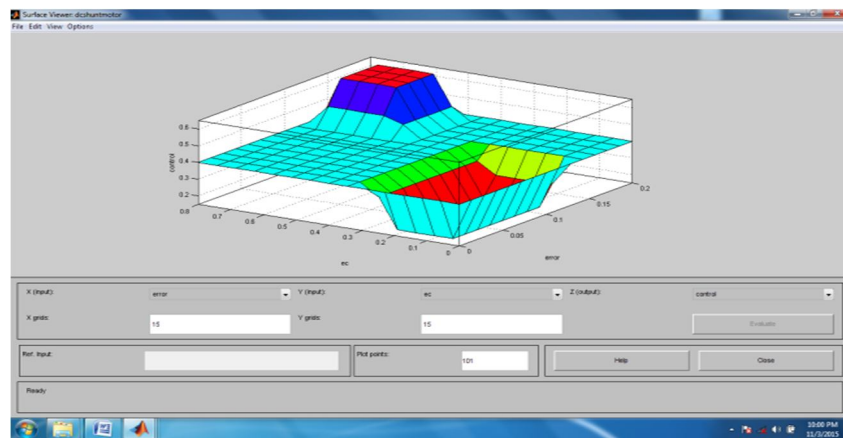 Surface Viewer: dcshuntmotor
File Edit View Options
control
0.6
0.5
0.4
0.3
0.2
0.8
0.7
0.6
0.5
0.4
0.3
0.2
0.1
0
ec
0
0.05
0.1
0.15
0.2
error
X (input): error Y (input): ec Z (output): control
X grids: 15 Y grids: 15 Evaluate
Ref. Input: Plot points: 101 Help Close
Ready
10:00 PM
11/3/2015